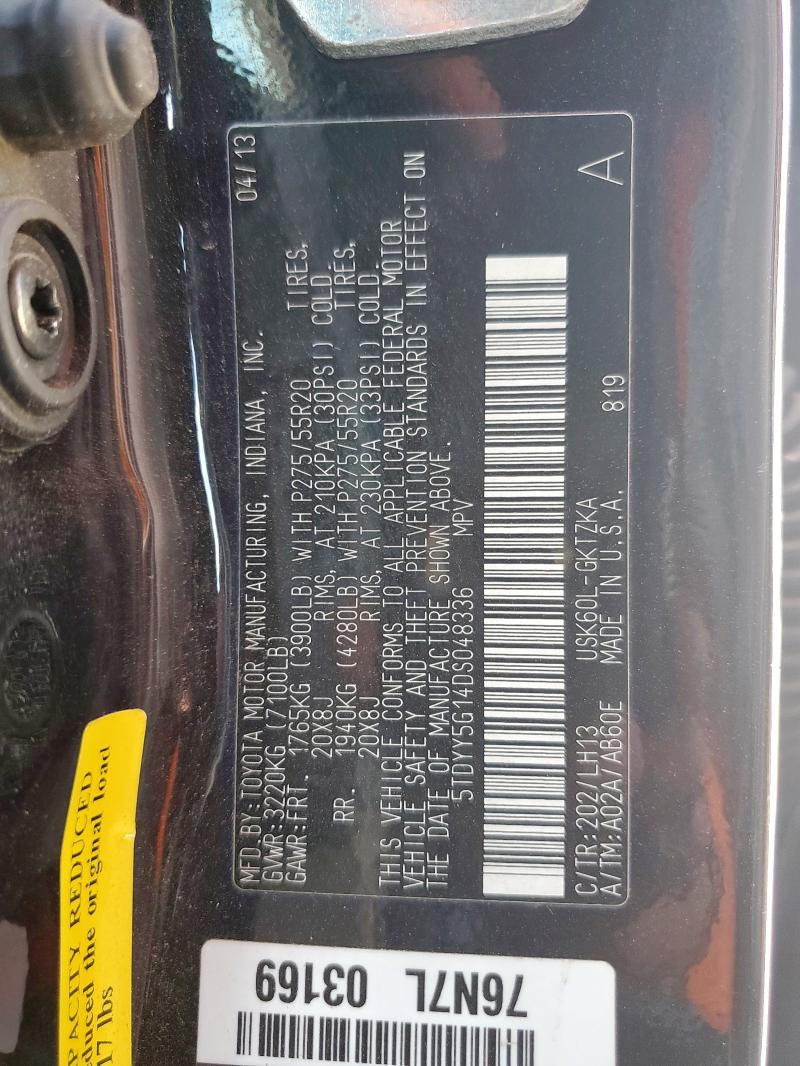 MFD.BY:TOYOTA MOTOR MANUFACTURING, INDIANA, INC. 04/13
GVWR:3220KG (7100LB)
GAWR:FRT. 1765KG (3900LB) WITH P275/55R20 TIRES,
20X8J RIMS, AT 210KPA (30PSI) COLD.
RR. 1940KG (4280LB) WITH P275/55R20 TIRES,
20X8J RIMS, AT 230KPA (33PSI) COLD.
THIS VEHICLE CONFORMS TO ALL APPLICABLE FEDERAL MOTOR
VEHICLE SAFETY AND THEFT PREVENTION STANDARDS IN EFFECT ON
THE DATE OF MANUFACTURE SHOWN ABOVE.
5TDYY5G14DS048336 MPV
C/TR:202/LH13 USK60L-GKTZKA A
A/TM:A02A/AB60E MADE IN U.S.A. 819
76N7L
03169
PACITY REDUCED
educed the original load
17 lbs